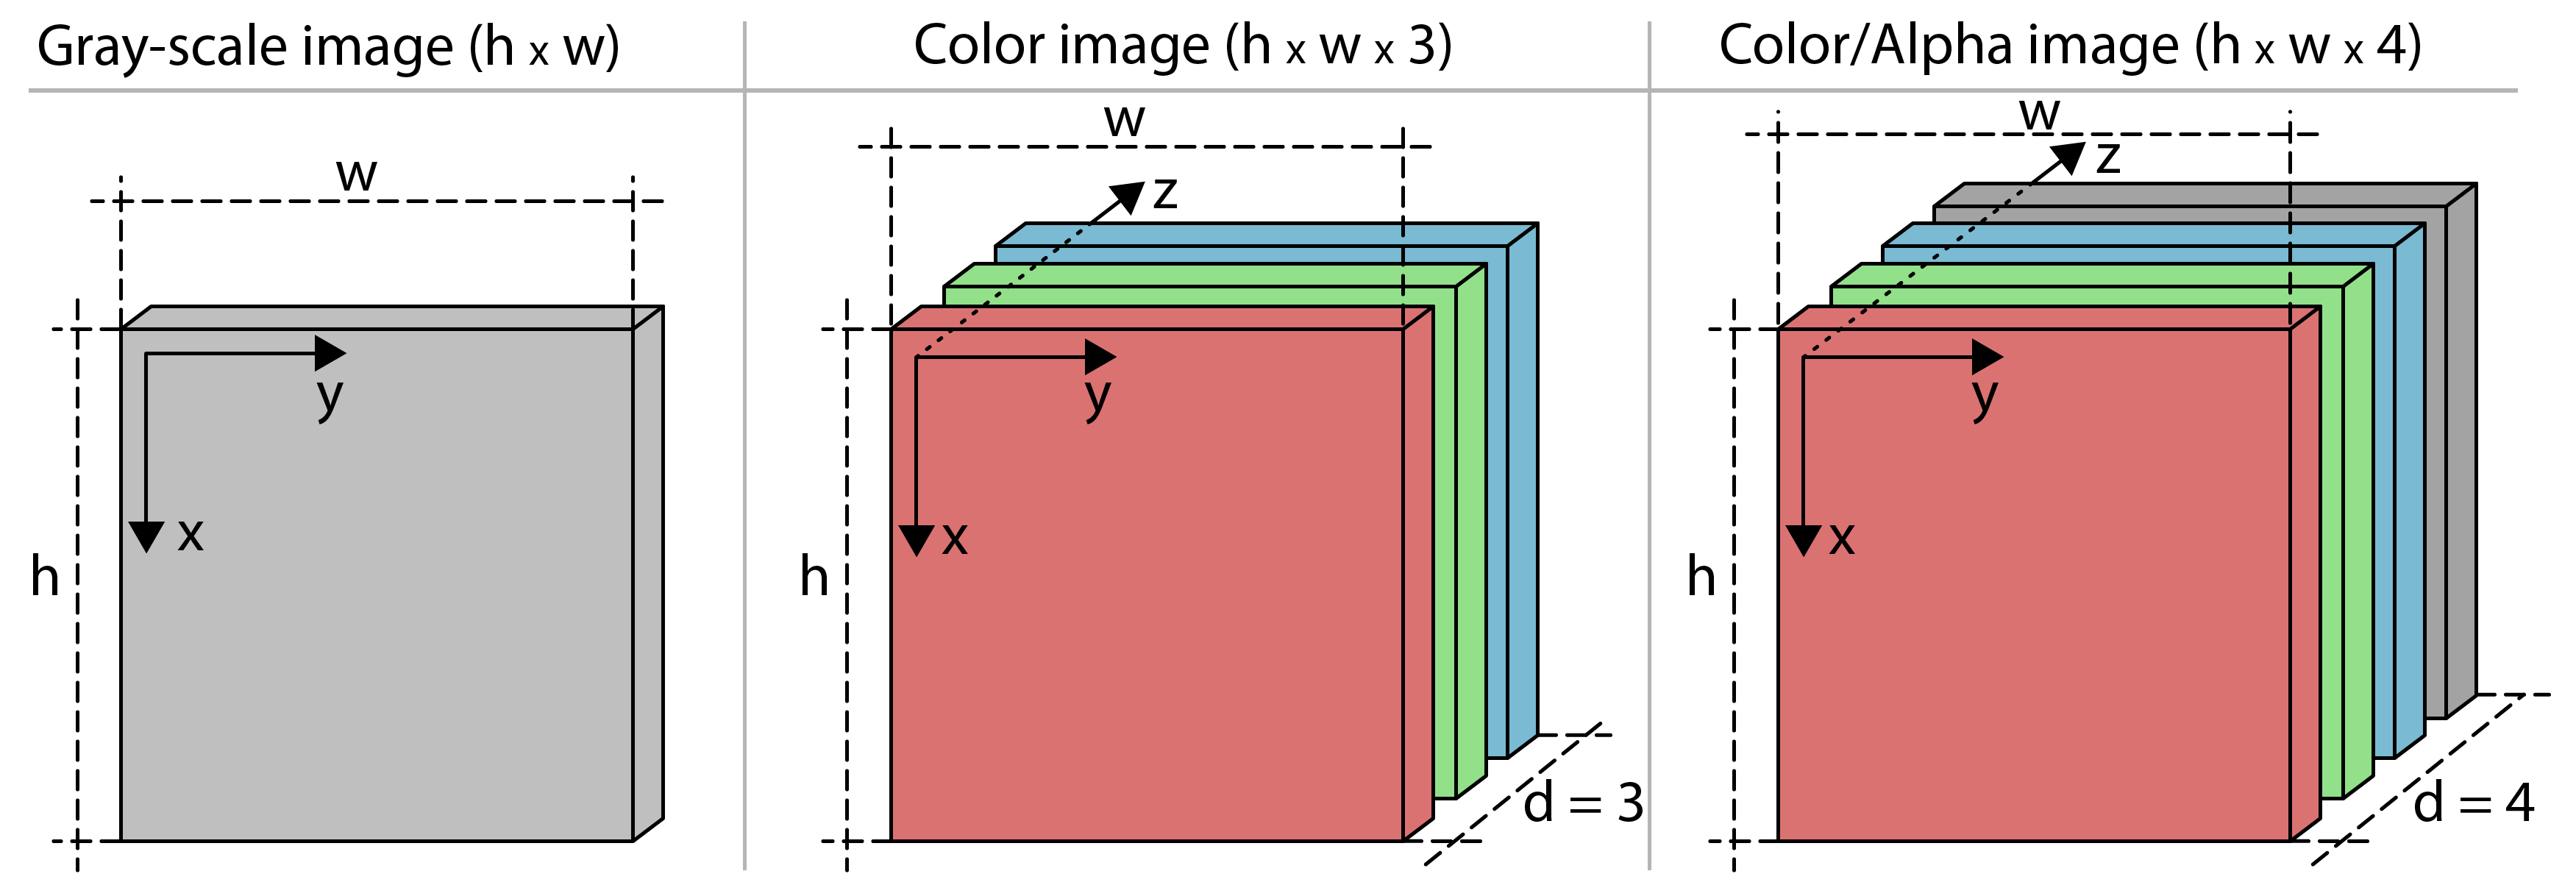 Gray-scale image (h x w)
w
y
x
h
Color image (h x w x 3)
w
z
y
x
h
d = 3
Color/Alpha image (h x w x 4)
w
z
y
x
h
d = 4